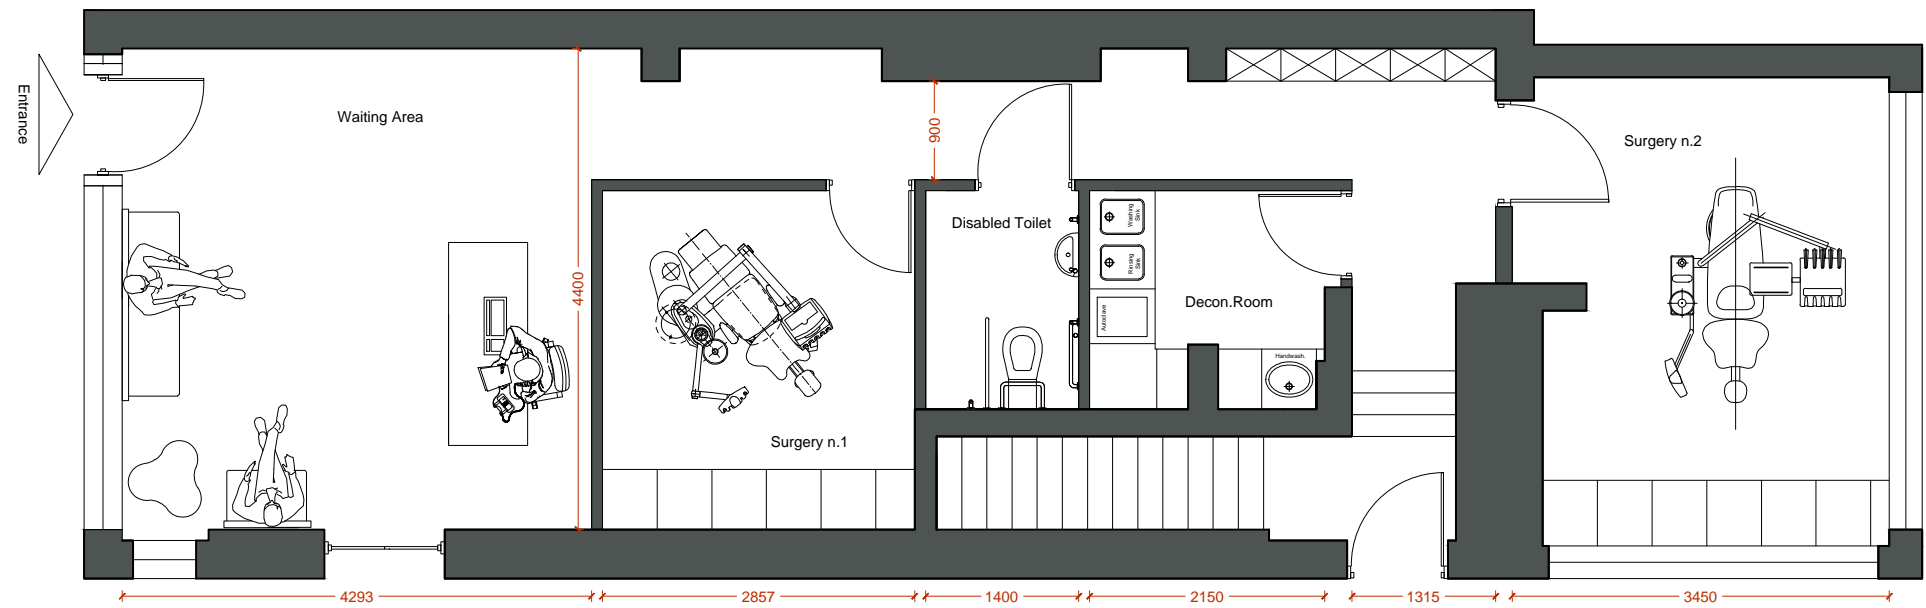 Entrance
Waiting Area
4400
900
Surgery n.2
Disabled Toilet
Washing
Sink
Rinsing
Sink
Autoclave
Decon.Room
Handwash.
Surgery n.1
4293
2857
1400
2150
1315
3450